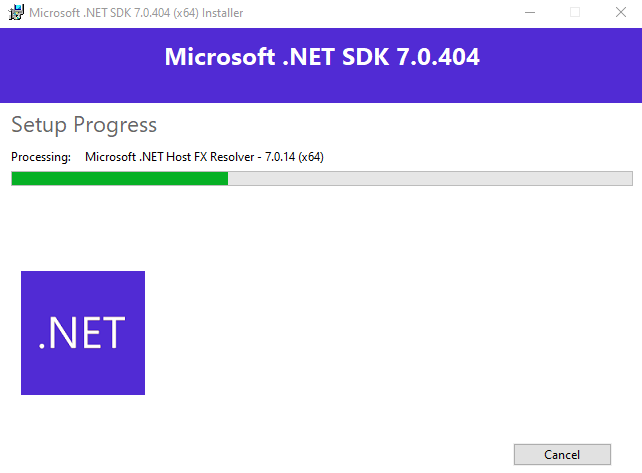 Microsoft .NET SDK 7.0.404 (x64) Installer
Microsoft .NET SDK 7.0.404
Setup Progress
Processing: Microsoft .NET Host FX Resolver - 7.0.14 (x64)
.NET
Cancel